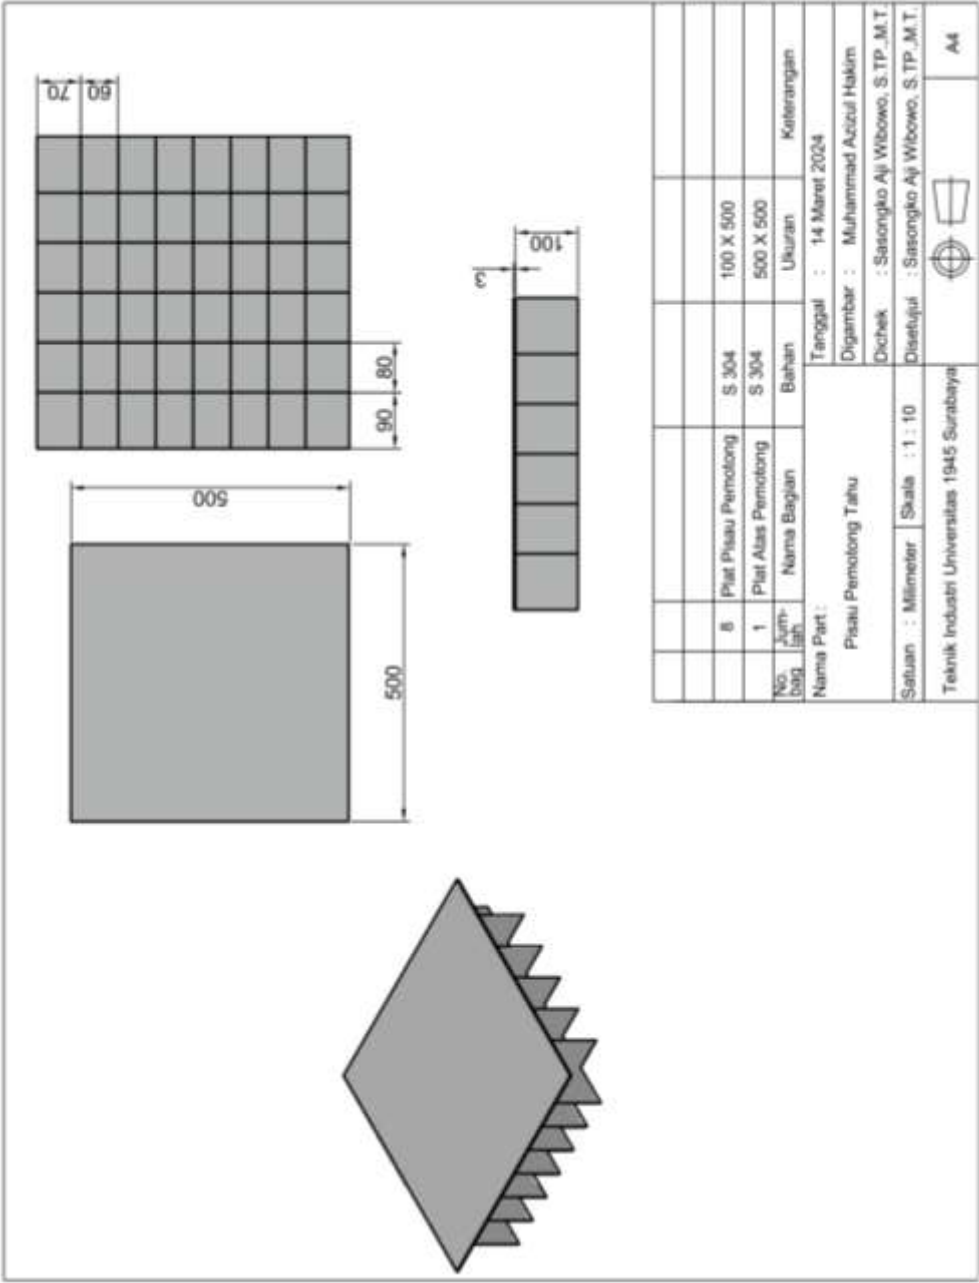 70
60
80
90
500
500
3
100
8 Plat Pisau Pemotong S 304 100 X 500
1 Plat Atas Pemotong S 304 500 X 500
No. bag Jum-lah Nama Bagian Bahan Ukuran Keterangan
Nama Part :
Pisau Pemotong Tahu
Tanggal : 14 Maret 2024
Digambar : Muhammad Azizul Hakim
Dichek : Sasongko Aji Wibowo, S.TP.,M.T.
Satuan : Milimeter Skala : 1 : 10 Disetujui : Sasongko Aji Wibowo, S.TP.,M.T.
Teknik Industri Universitas 1945 Surabaya A4